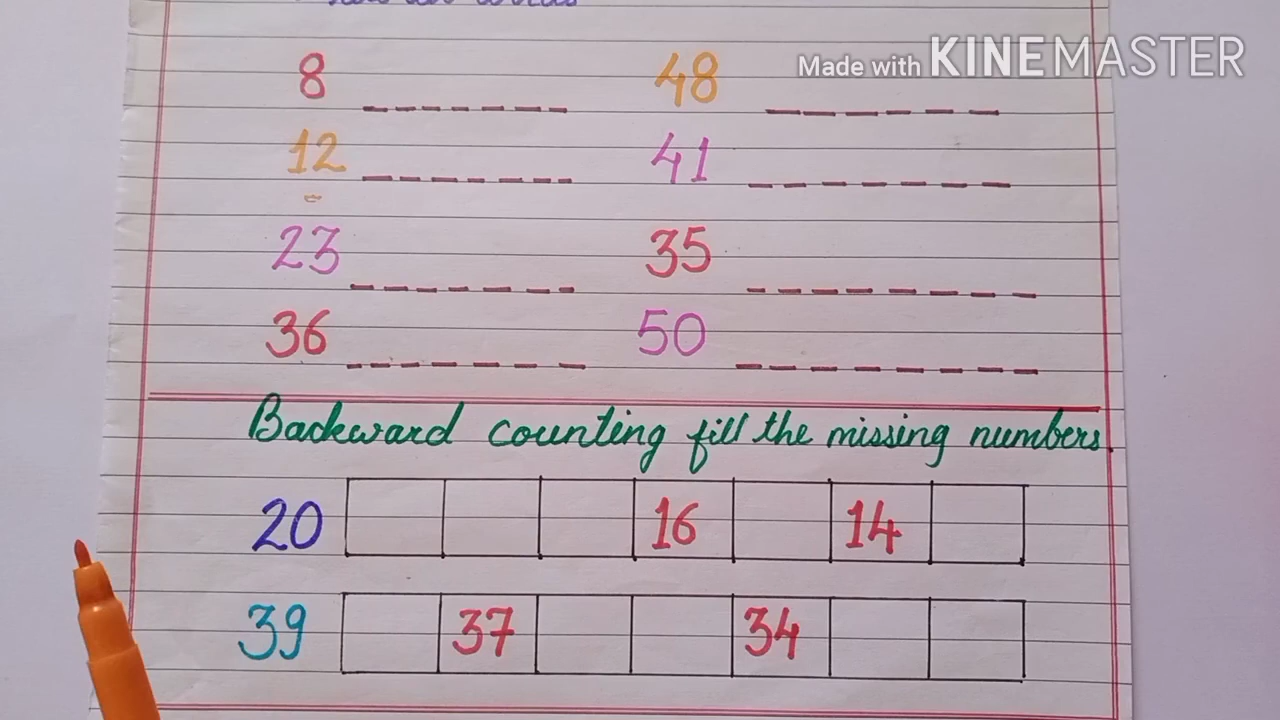 Made with KINEMASTER
8 _ _ _ _ _ _ _ 48 _ _ _ _ _ _
12 _ _ _ _ _ _ _ 41 _ _ _ _ _ _ _
23 _ _ _ _ _ _ _ 35 _ _ _ _ _ _ _
36 _ _ _ _ _ _ _ 50 _ _ _ _ _ _ _ _
Backward counting fill the missing numbers.
20 16 14
39 37 34